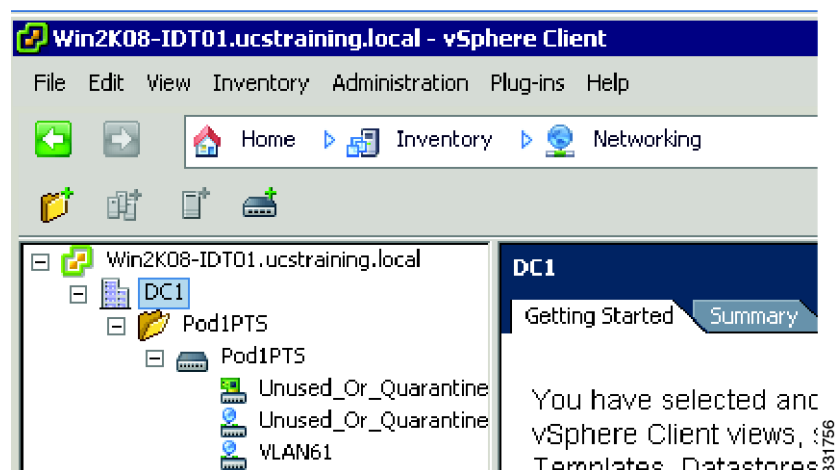 Win2K08-IDT01.ucstraining.local - vSphere Client
File Edit View Inventory Administration Plug-ins Help
Home Inventory Networking
Win2K08-IDT01.ucstraining.local
DC1
Pod1PTS
Pod1PTS
Unused_Or_Quarantine
Unused_Or_Quarantine
VLAN61
DC1
Getting Started Summary
You have selected and
vSphere Client views,
Templates, Datastores
31756